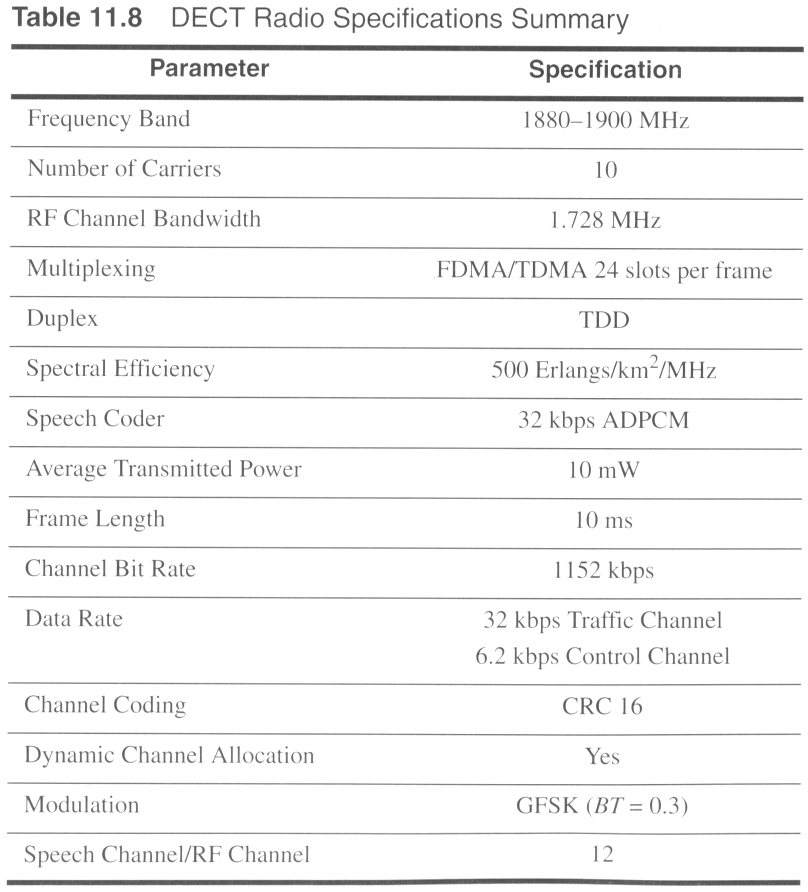 Table 11.8 DECT Radio Specifications Summary
Parameter Specification
Frequency Band 1880–1900 MHz
Number of Carriers 10
RF Channel Bandwidth 1.728 MHz
Multiplexing FDMA/TDMA 24 slots per frame
Duplex TDD
Spectral Efficiency 500 Erlangs/km²/MHz
Speech Coder 32 kbps ADPCM
Average Transmitted Power 10 mW
Frame Length 10 ms
Channel Bit Rate 1152 kbps
Data Rate 32 kbps Traffic Channel
6.2 kbps Control Channel
Channel Coding CRC 16
Dynamic Channel Allocation Yes
Modulation GFSK (BT = 0.3)
Speech Channel/RF Channel 12